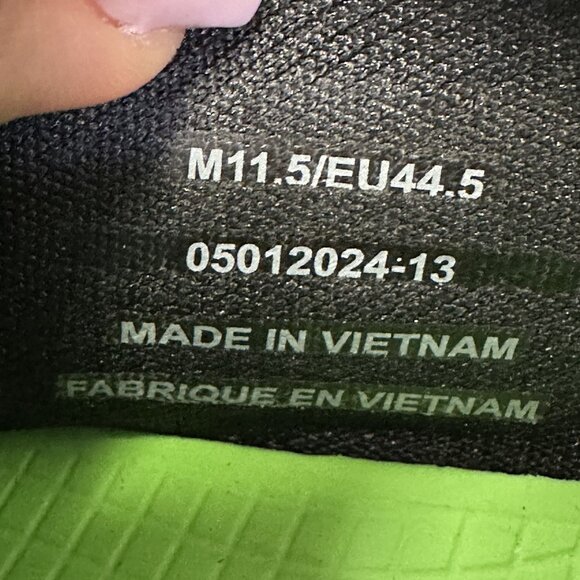 M11.5/EU44.5
05012024-13
MADE IN VIETNAM
FABRIQUE EN VIETNAM